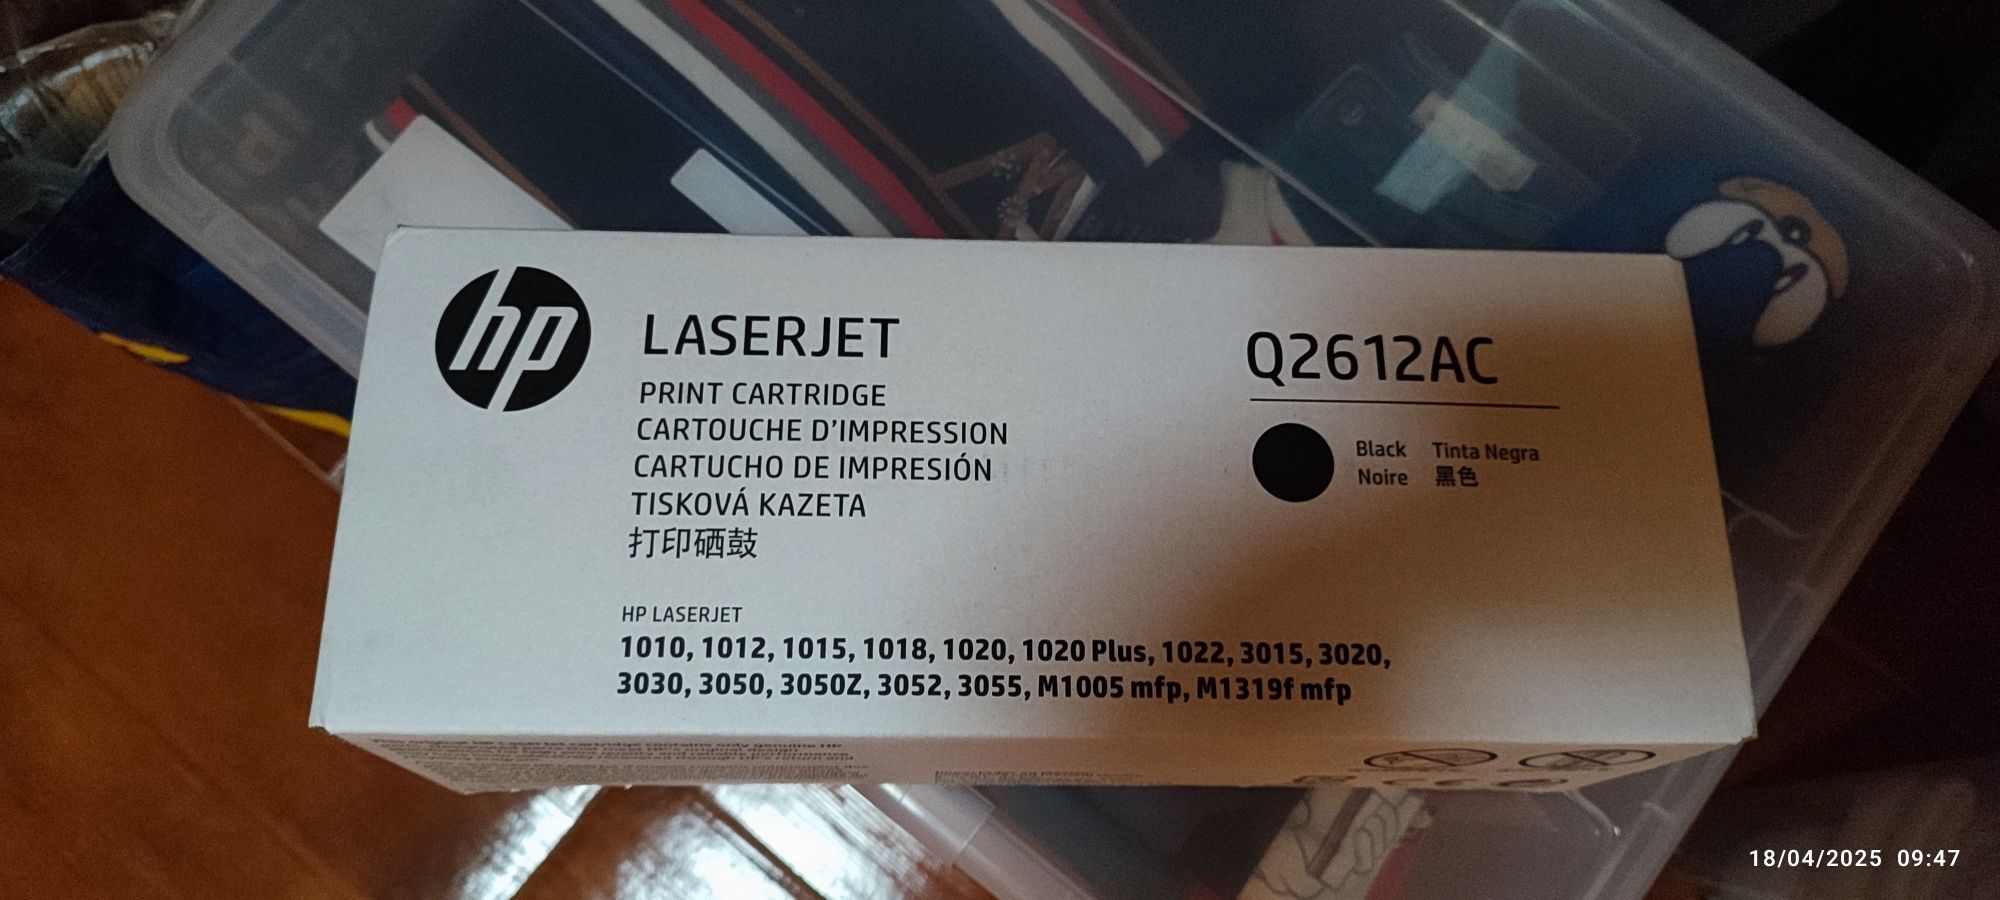 hp
LASERJET
PRINT CARTRIDGE
CARTOUCHE D'IMPRESSION
CARTUCHO DE IMPRESIÓN
TISKOVÁ KAZETA
打印硒鼓
Q2612AC
Black Tinta Negra
Noire 黑色
HP LASERJET
1010, 1012, 1015, 1018, 1020, 1020 Plus, 1022, 3015, 3020,
3030, 3050, 3050Z, 3052, 3055, M1005 mfp, M1319f mfp
18/04/2025 09:47